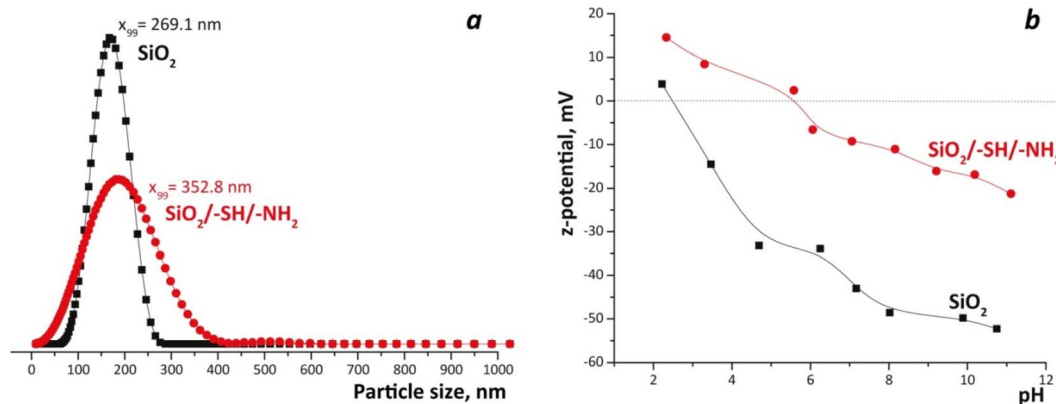 a
x₉₉= 269.1 nm
SiO₂
x₉₉= 352.8 nm
SiO₂/-SH/-NH₂
0 100 200 300 400 500 600 700 800 900 1000
Particle size, nm
b
z-potential, mV
20
10
0
-10
-20
-30
-40
-50
-60
SiO₂/-SH/-NH₂
SiO₂
2 4 6 8 10 12
pH